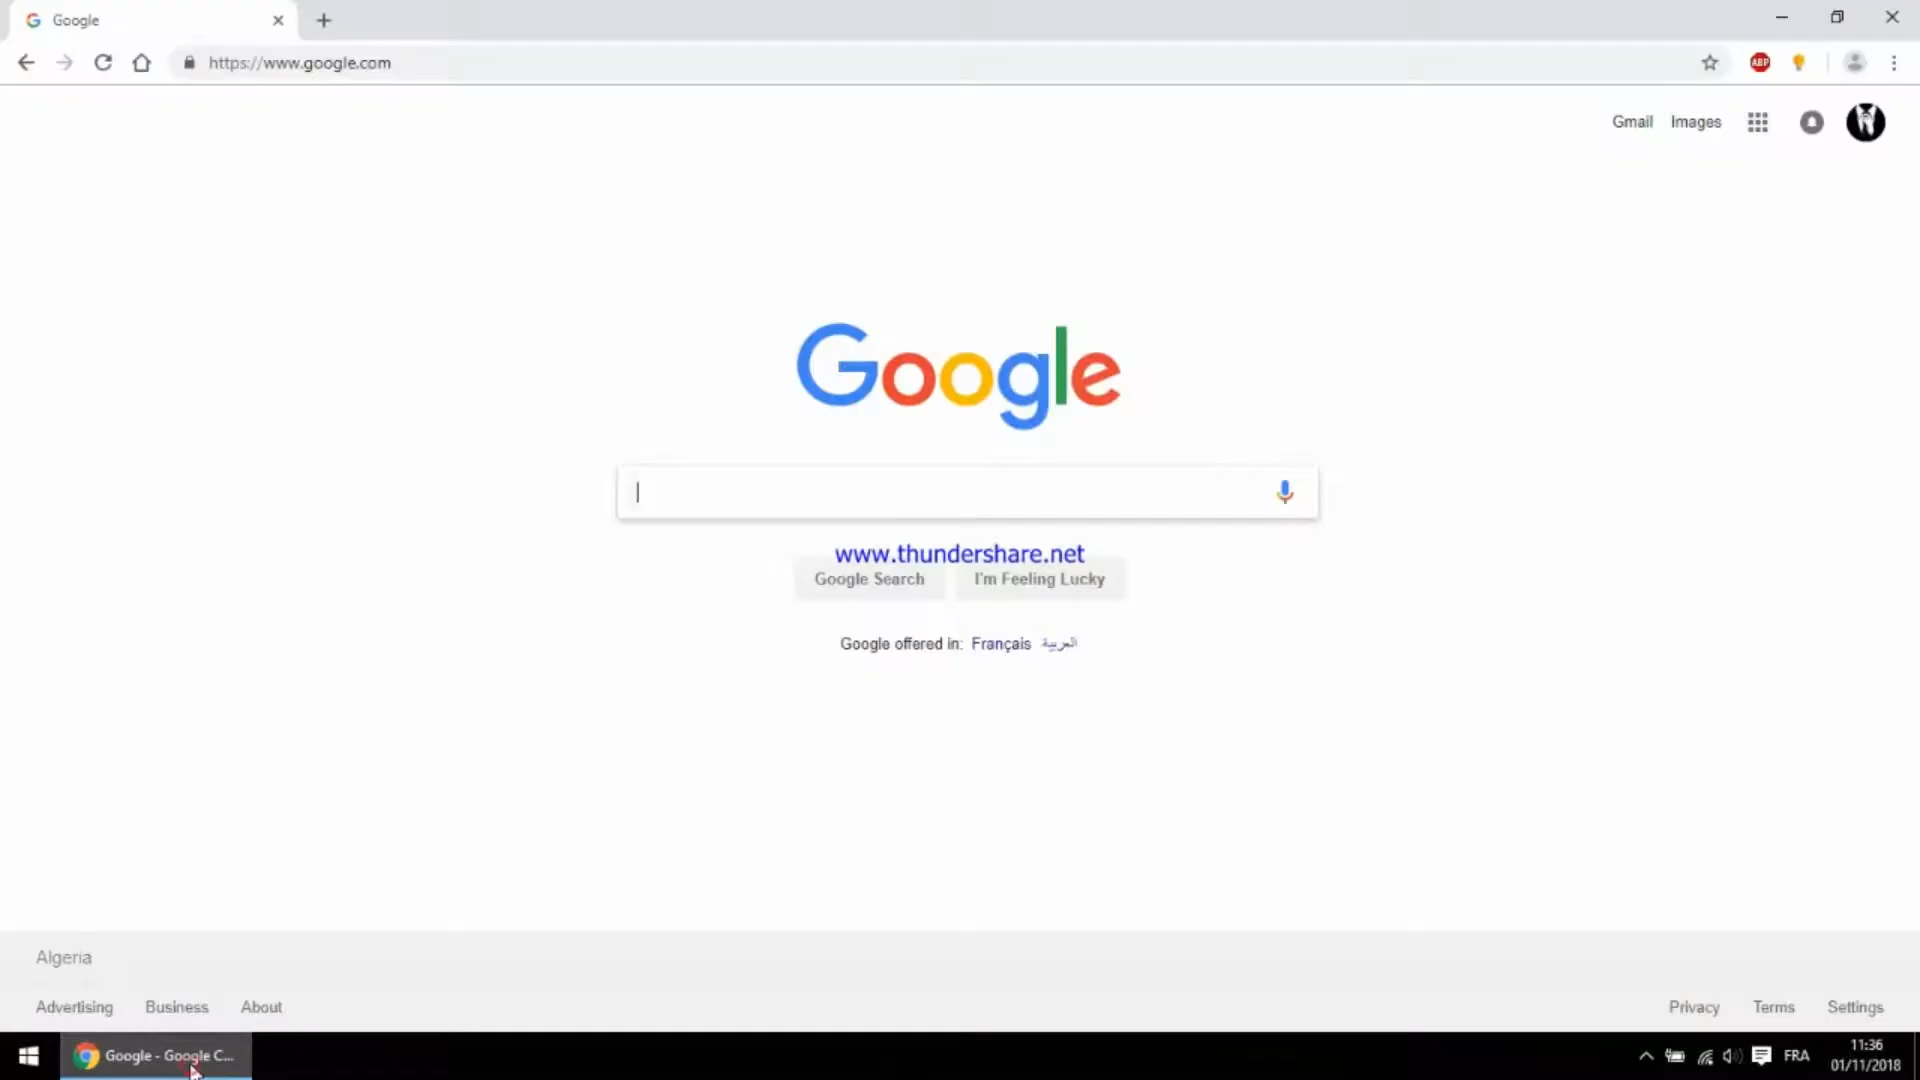 Google
https://www.google.com
ABP
Gmail Images
Google
www.thundershare.net
Google Search I'm Feeling Lucky
Google offered in: Français العربية
Algeria
Advertising Business About
Privacy Terms Settings
Google - Google C...
FRA
11:36
01/11/2018